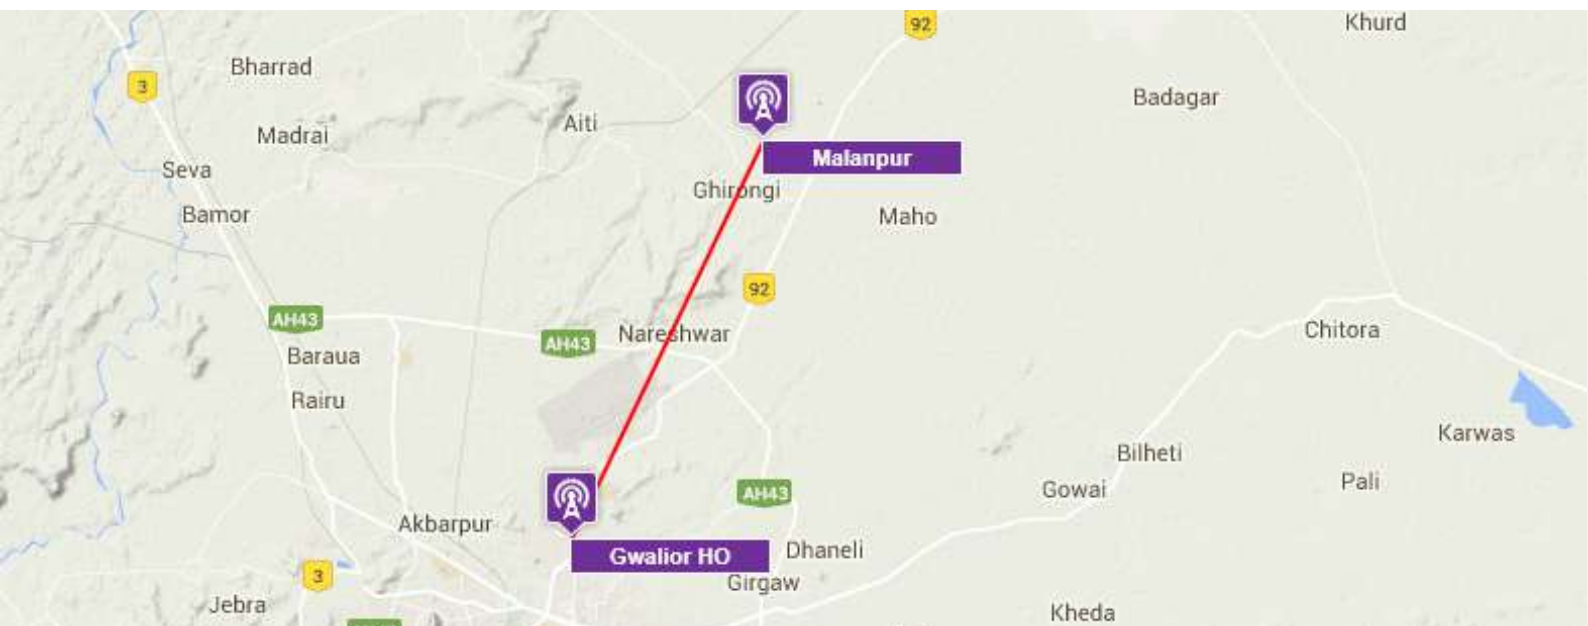 Khurd
92
Bharrad
3
Badagar
Aiti
Madrai
Malanpur
Seva
Ghirongi
Bamor
Maho
92
AH43
Nareshwar
AH43
Chitora
Baraua
Rairu
Karwas
Bilheti
Pali
Gowai
AH43
Akbarpur
Dhaneli
Gwalior HO
3
Girgaw
Jebra
Kheda